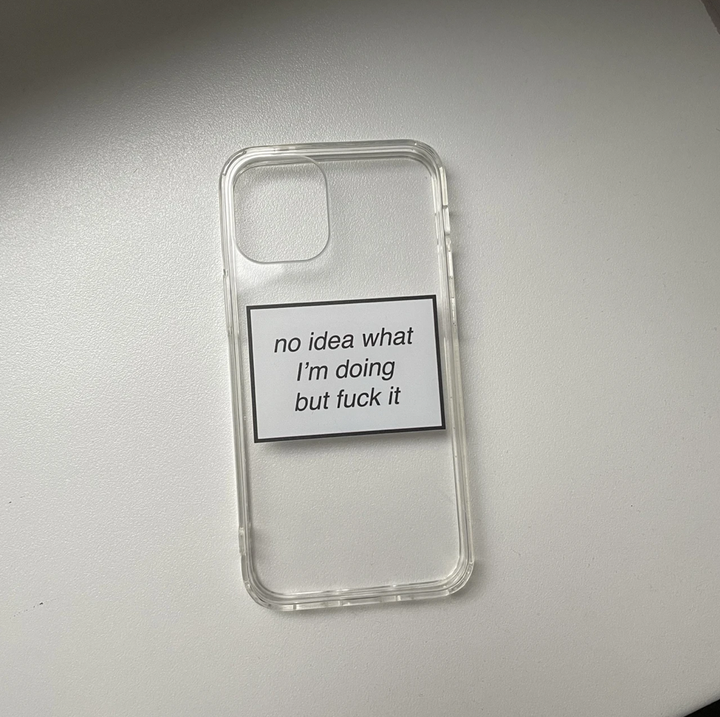 no idea what
I'm doing
but fuck it